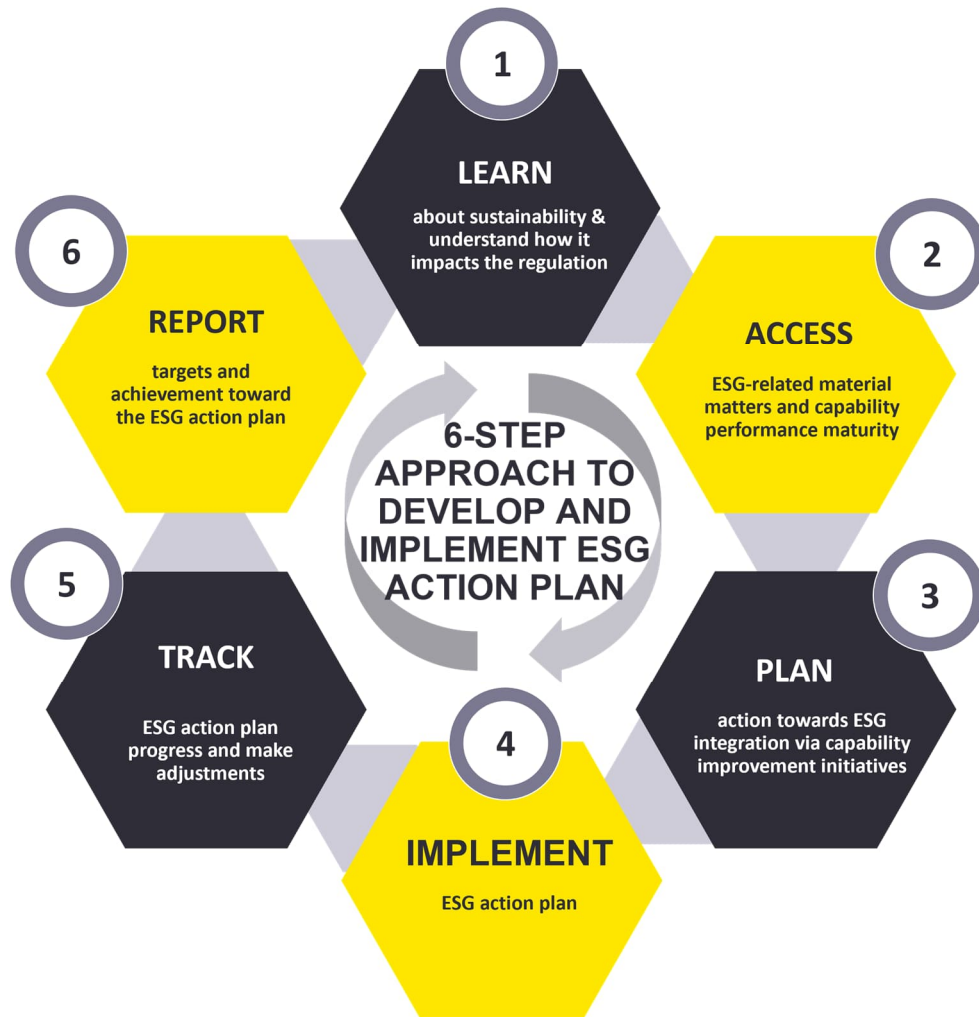 1
LEARN
about sustainability &
understand how it
impacts the regulation
2
ACCESS
ESG-related material
matters and capability
performance maturity
3
PLAN
action towards ESG
integration via capability
improvement initiatives
4
IMPLEMENT
ESG action plan
5
TRACK
ESG action plan
progress and make
adjustments
6
REPORT
targets and
achievement toward
the ESG action plan
6-STEP
APPROACH TO
DEVELOP AND
IMPLEMENT ESG
ACTION PLAN